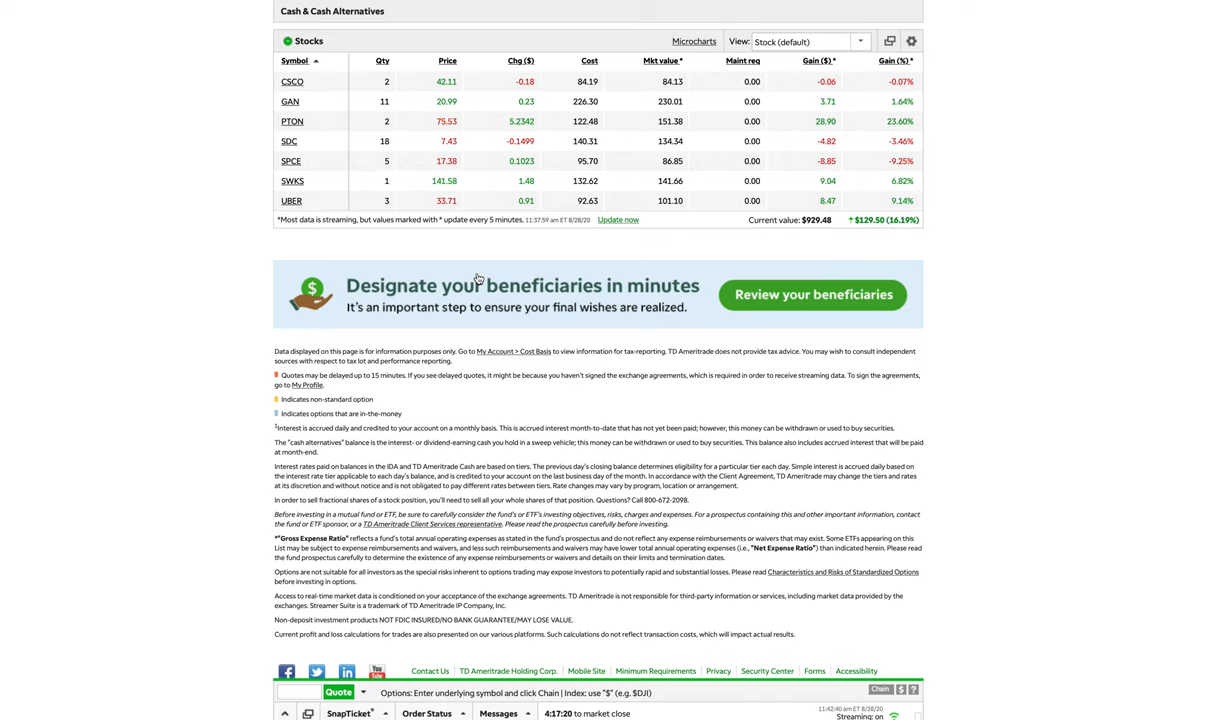 Cash & Cash Alternatives
Stocks Microcharts View: Stock (default)
Symbol Qty Price Chg ($) Cost Mkt value * Maint req Gain ($) * Gain (%) *
CSCO 2 42.11 -0.18 84.19 84.13 0.00 -0.06 -0.07%
GAN 11 20.99 0.23 226.30 230.01 0.00 3.71 1.64%
PTON 2 75.53 5.2342 122.48 151.38 0.00 28.90 23.60%
SDC 18 7.43 -0.1499 140.31 134.34 0.00 -4.82 -3.46%
SPCE 5 17.38 0.1023 95.70 86.85 0.00 -8.85 -9.25%
SWKS 1 141.58 1.48 132.62 141.66 0.00 9.04 6.82%
UBER 3 33.71 0.91 92.63 101.10 0.00 8.47 9.14%
*Most data is streaming, but values marked with * update every 5 minutes. 11:37:59 am ET 8/28/20 Update now Current value: $929.48 $129.50 (16.19%)
Designate your beneficiaries in minutes
It's an important step to ensure your final wishes are realized.
Review your beneficiaries
Data displayed on this page is for information purposes only. Go to My Account > Cost Basis to view information for tax-reporting. TD Ameritrade does not provide tax advice. You may wish to consult independent
sources with respect to tax lot and performance reporting.
Quotes may be delayed up to 15 minutes. If you see delayed quotes, it might be because you haven't signed the exchange agreements, which is required in order to receive streaming data. To sign the agreements,
go to My Profile.
Indicates non-standard option
Indicates options that are in-the-money
1Interest is accrued daily and credited to your account on a monthly basis. This is accrued interest month-to-date that has not yet been paid; however, this money can be withdrawn or used to buy securities.
The "cash alternatives" balance is the interest- or dividend-earning cash you hold in a sweep vehicle; this money can be withdrawn or used to buy securities. This balance also includes accrued interest that will be paid
at month-end.
Interest rates paid on balances in the IDA and TD Ameritrade Cash are based on tiers. The previous day's closing balance determines eligibility for a particular tier each day. Simple interest is accrued daily based on
the interest rate tier applicable to each day's balance, and is credited to your account on the last business day of the month. In accordance with the Client Agreement, TD Ameritrade may change the tiers and rates
at its discretion and without notice and is not obligated to pay different rates between tiers. Rate changes may vary by program, location or arrangement.
In order to sell fractional shares of a stock position, you'll need to sell all your whole shares of that position. Questions? Call 800-672-2098.
Before investing in a mutual fund or ETF, be sure to carefully consider the fund's or ETF's investing objectives, risks, charges and expenses. For a prospectus containing this and other important information, contact
the fund or ETF sponsor, or a TD Ameritrade Client Services representative. Please read the prospectus carefully before investing.
*"Gross Expense Ratio" reflects a fund's total annual operating expenses as stated in the fund's prospectus and do not reflect any expense reimbursements or waivers that may exist. Some ETFs appearing on this
List may be subject to expense reimbursements and waivers, and less such reimbursements and waivers may have lower total annual operating expenses (i.e., "Net Expense Ratio") than indicated herein. Please read
the fund prospectus carefully to determine the existence of any expense reimbursements or waivers and details on their limits and termination dates.
Options are not suitable for all investors as the special risks inherent to options trading may expose investors to potentially rapid and substantial losses. Please read Characteristics and Risks of Standardized Options
before investing in options.
Access to real-time market data is conditioned on your acceptance of the exchange agreements. TD Ameritrade is not responsible for third-party information or services, including market data provided by the
exchanges. Streamer Suite is a trademark of TD Ameritrade IP Company, Inc.
Non-deposit investment products NOT FDIC INSURED/NO BANK GUARANTEE/MAY LOSE VALUE.
Current profit and loss calculations for trades are also presented on our various platforms. Such calculations do not reflect transaction costs, which will impact actual results.
Contact Us TD Ameritrade Holding Corp. Mobile Site Minimum Requirements Privacy Security Center Forms Accessibility
Quote Options: Enter underlying symbol and click Chain | Index: use "$" (e.g. $DJI) Chain $ ?
SnapTicket® Order Status Messages 4:17:20 to market close 11:42:40 am ET 8/28/20
Streaming: on